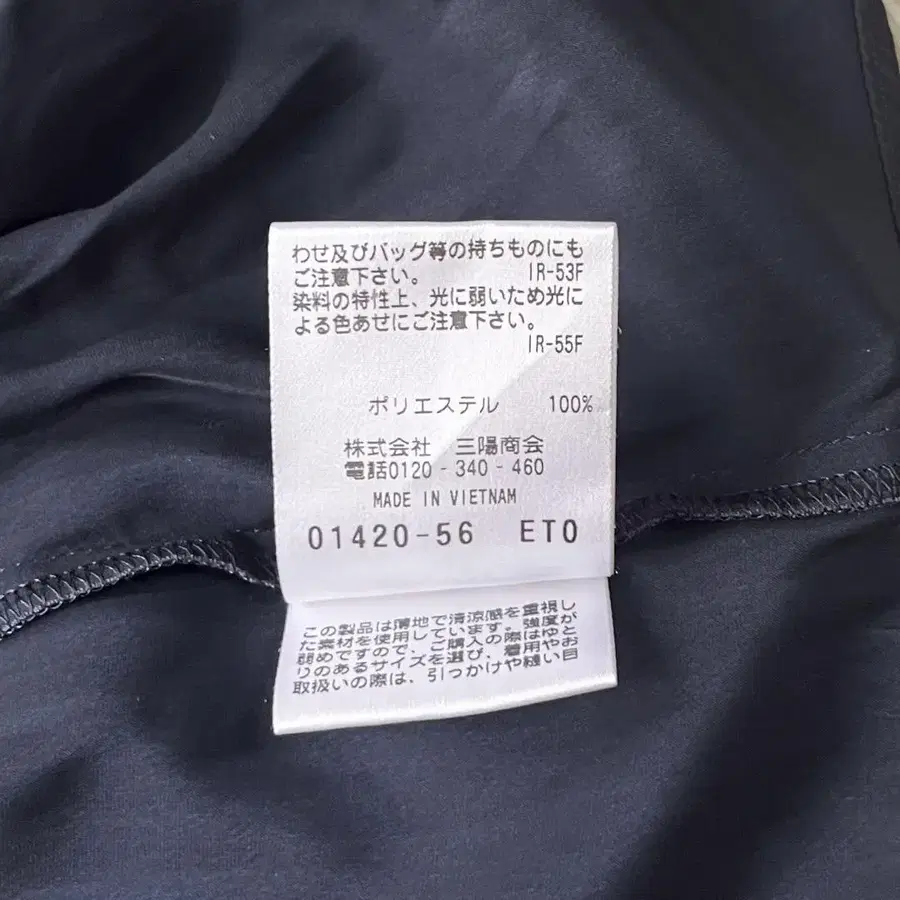 わせ及びバッグ等の持ちものにも
ご注意下さい。 IR-53F
染料の特性上、光に弱いため光に
よる色あせにご注意下さい。
IR-55F
ポリエステル 100%
株式会社 三陽商会
電話0120-340-460
MADE IN VIETNAM
01420-56 ET0
この製品は薄地で清涼感を重視し
た素材を使用しています。強度が
弱めですので、ご購入の際はゆと
りのあるサイズを選び、着用やお
取扱いの際は、引っかけや縫い目